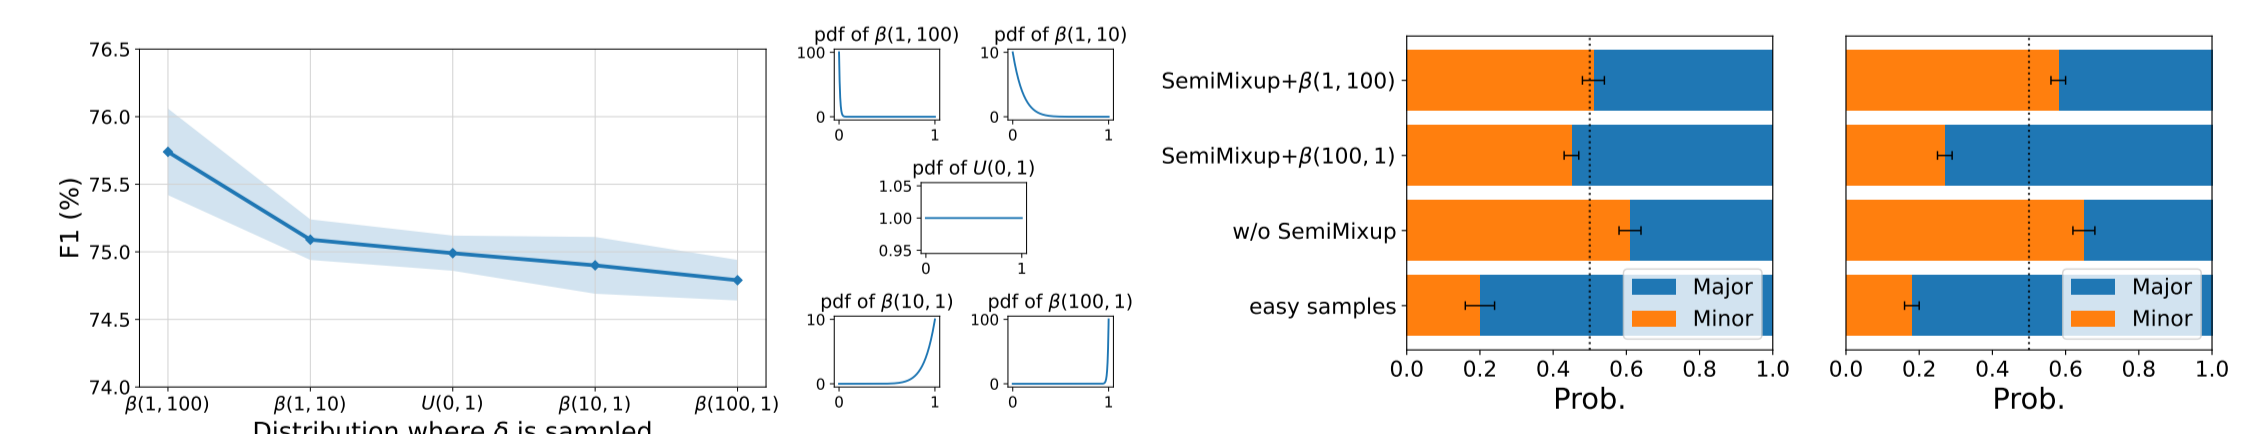 76.5
76.0
75.5
75.0
74.5
74.0
F1 (%)
β(1, 100)
β(1, 10)
U(0, 1)
β(10, 1)
β(100, 1)
Distribution where δ is sampled
pdf of β(1, 100)
100
0
0
1
pdf of β(1, 10)
10
0
0
1
pdf of U(0, 1)
1.05
1.00
0.95
0
1
pdf of β(10, 1)
10
0
0
1
pdf of β(100, 1)
100
0
0
1
SemiMixup+β(1, 100)
SemiMixup+β(100, 1)
w/o SemiMixup
easy samples
Major
Minor
0.0 0.2 0.4 0.6 0.8 1.0
Prob.
Major
Minor
0.0 0.2 0.4 0.6 0.8 1.0
Prob.